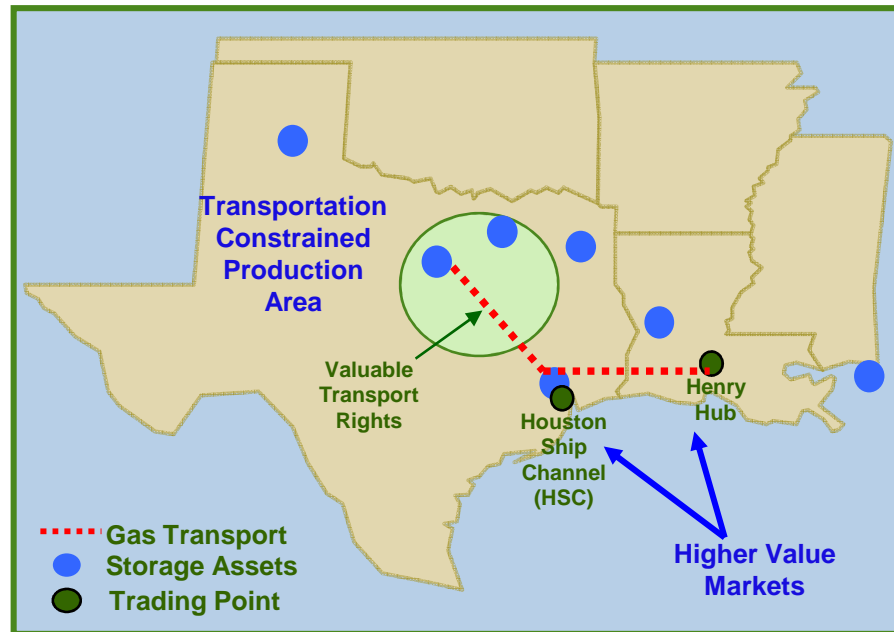 Transportation
Constrained
Production
Area
Valuable
Transport
Rights
Houston
Ship
Channel
(HSC)
Henry
Hub
Higher Value
Markets
Gas Transport
Storage Assets
Trading Point